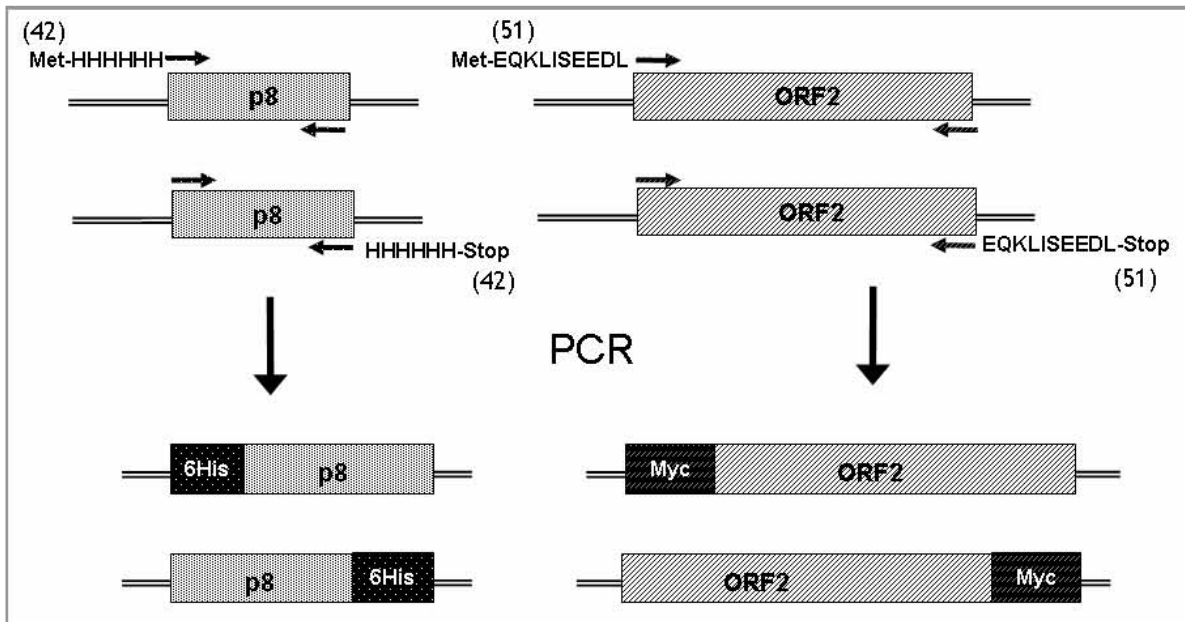 (42)
Met-HHHHHH
p8
(51)
Met-EQKLISEEDL
ORF2
p8
HHHHHH-Stop
(42)
ORF2
EQKLISEEDL-Stop
(51)
PCR
6His
p8
Myc
ORF2
p8
6His
ORF2
Myc